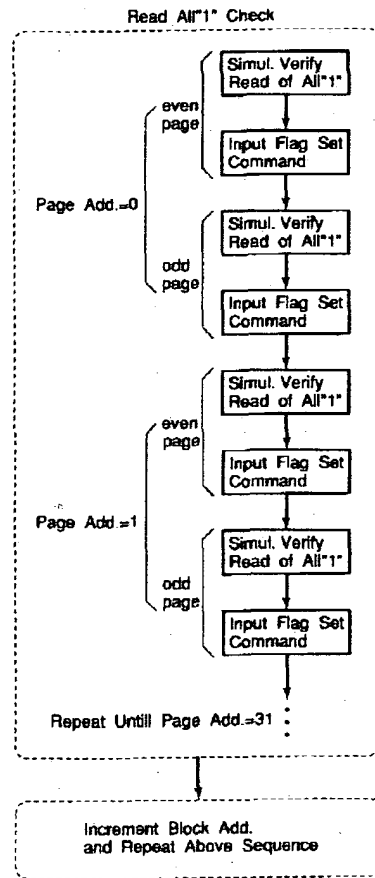 Read All"1" Check
Simul. Verify
Read of All"1"
even
page
Input Flag Set
Command
Page Add.=0
Simul. Verify
Read of All"1"
odd
page
Input Flag Set
Command
Simul. Verify
Read of All"1"
even
page
Input Flag Set
Command
Page Add.=1
Simul. Verify
Read of All"1"
odd
page
Input Flag Set
Command
Repeat Untill Page Add.=31
Increment Block Add.
and Repeat Above Sequence